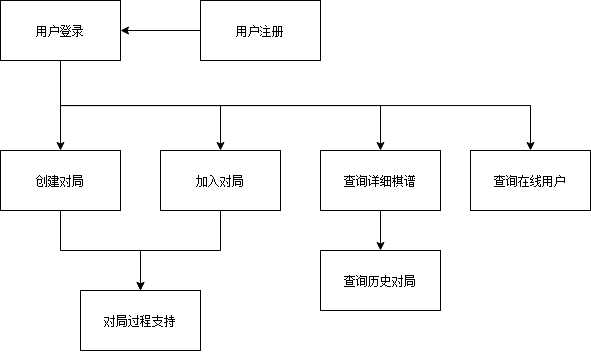 用户登录
用户注册
创建对局
加入对局
查询详细棋谱
查询在线用户
查询历史对局
对局过程支持